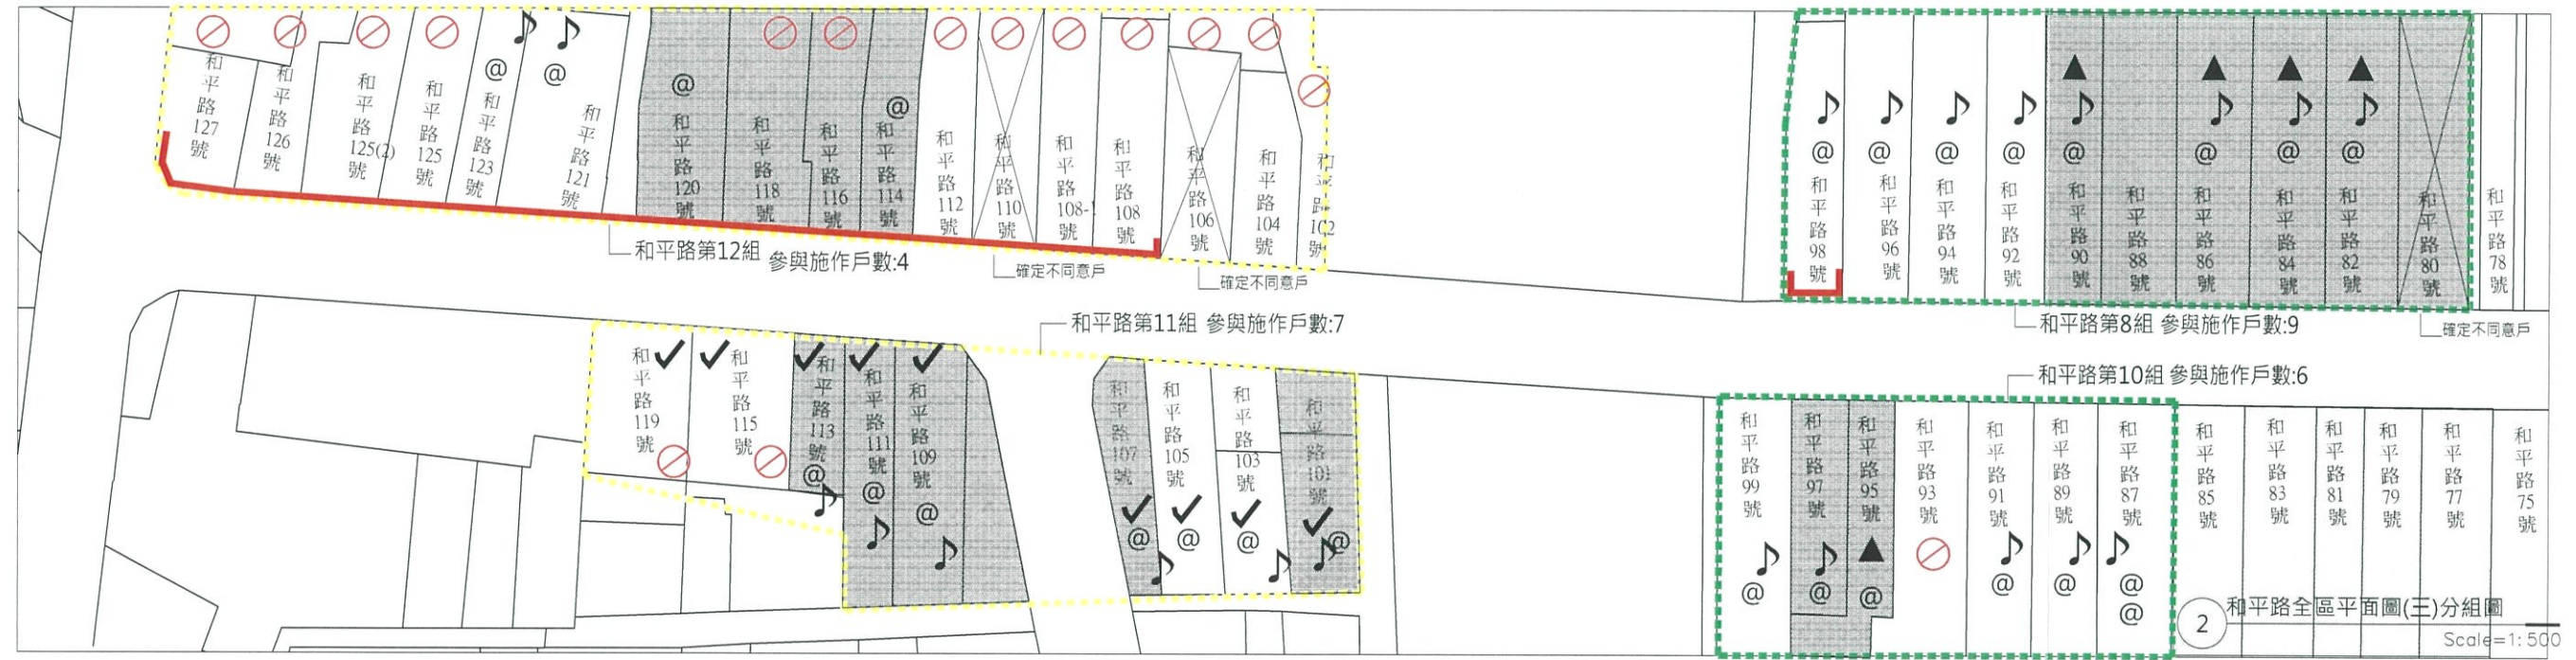 和平路127號
和平路126號
和平路125(2)號
和平路125號
和平路123號
和平路121號
和平路120號
和平路118號
和平路116號
和平路114號
和平路112號
和平路110號
和平路108-1號
和平路108號
和平路106號
和平路104號
和平路102號
和平路98號
和平路96號
和平路94號
和平路92號
和平路90號
和平路88號
和平路86號
和平路84號
和平路82號
和平路80號
和平路78號
和平路第12組 參與施作戶數:4
確定不同意戶
確定不同意戶
和平路第11組 參與施作戶數:7
和平路第8組 參與施作戶數:9
確定不同意戶
和平路第10組 參與施作戶數:6
和平路119號
和平路115號
和平路113號
和平路111號
和平路109號
和平路107號
和平路105號
和平路103號
和平路101號
和平路99號
和平路97號
和平路95號
和平路93號
和平路91號
和平路89號
和平路87號
和平路85號
和平路83號
和平路81號
和平路79號
和平路77號
和平路75號
2 和平路全區平面圖(三)分組圖
Scale=1:500